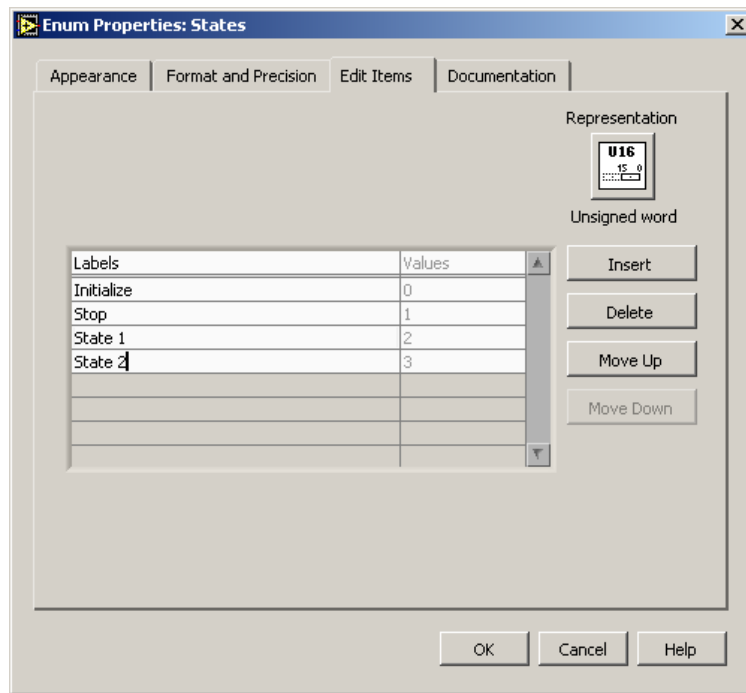 Enum Properties: States
Appearance Format and Precision Edit Items Documentation
Representation
U16
15 0
Unsigned word
Labels Values
Insert
Initialize 0
Stop 1
Delete
State 1 2
State 2 3
Move Up
Move Down
OK Cancel Help